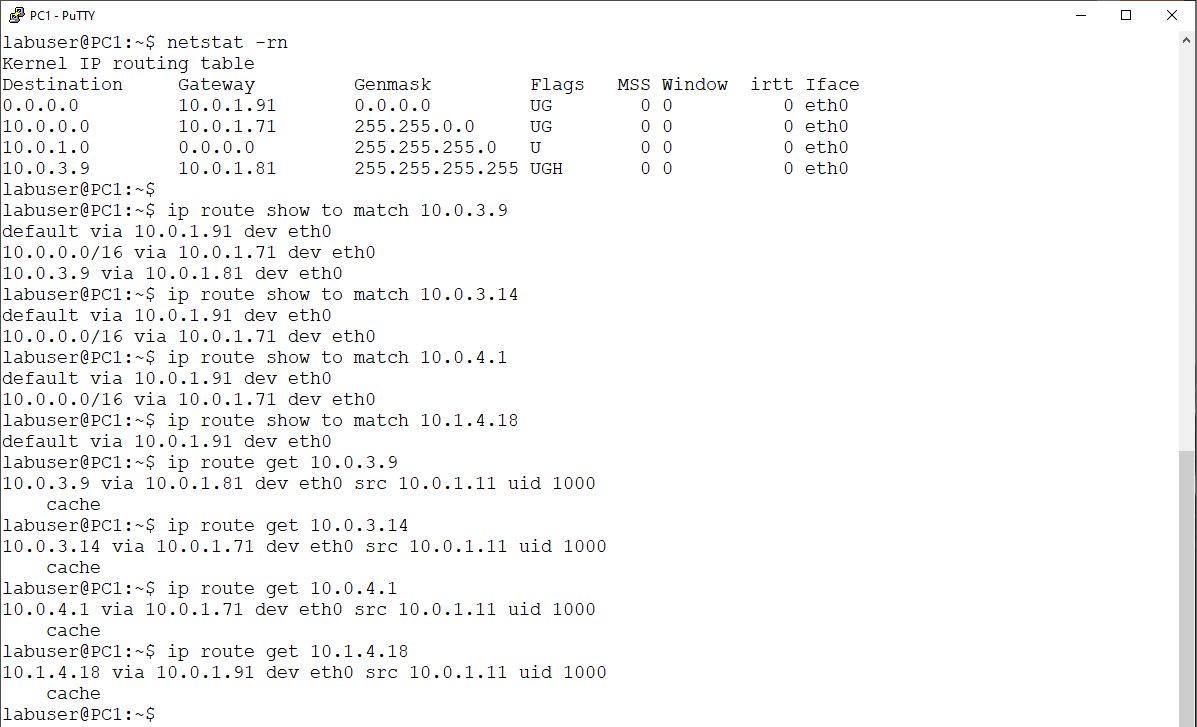 PC1 - PuTTY
labuser@PC1:~$ netstat -rn
Kernel IP routing table
Destination     Gateway         Genmask         Flags   MSS Window  irtt Iface
0.0.0.0         10.0.1.91       0.0.0.0         UG        0 0          0 eth0
10.0.0.0        10.0.1.71       255.255.0.0     UG        0 0          0 eth0
10.0.1.0        0.0.0.0         255.255.255.0   U         0 0          0 eth0
10.0.3.9        10.0.1.81       255.255.255.255 UGH       0 0          0 eth0
labuser@PC1:~$
labuser@PC1:~$ ip route show to match 10.0.3.9
default via 10.0.1.91 dev eth0
10.0.0.0/16 via 10.0.1.71 dev eth0
10.0.3.9 via 10.0.1.81 dev eth0
labuser@PC1:~$ ip route show to match 10.0.3.14
default via 10.0.1.91 dev eth0
10.0.0.0/16 via 10.0.1.71 dev eth0
labuser@PC1:~$ ip route show to match 10.0.4.1
default via 10.0.1.91 dev eth0
10.0.0.0/16 via 10.0.1.71 dev eth0
labuser@PC1:~$ ip route show to match 10.1.4.18
default via 10.0.1.91 dev eth0
labuser@PC1:~$ ip route get 10.0.3.9
10.0.3.9 via 10.0.1.81 dev eth0 src 10.0.1.11 uid 1000
    cache
labuser@PC1:~$ ip route get 10.0.3.14
10.0.3.14 via 10.0.1.71 dev eth0 src 10.0.1.11 uid 1000
    cache
labuser@PC1:~$ ip route get 10.0.4.1
10.0.4.1 via 10.0.1.71 dev eth0 src 10.0.1.11 uid 1000
    cache
labuser@PC1:~$ ip route get 10.1.4.18
10.1.4.18 via 10.0.1.91 dev eth0 src 10.0.1.11 uid 1000
    cache
labuser@PC1:~$